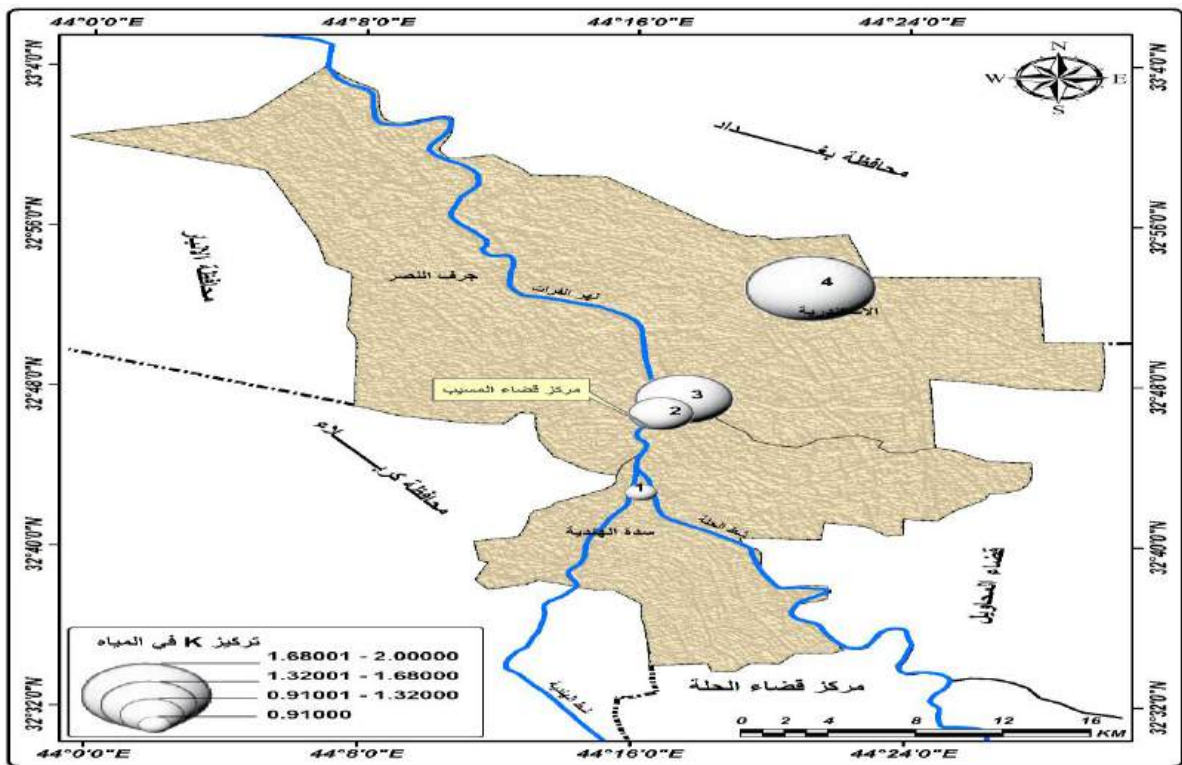 44°0'0"E 44°8'0"E 44°16'0"E 44°24'0"E
33°4'0"N
33°4'0"N
N
W E
S
محافظة بغداد
32°56'0"N
32°56'0"N
محافظة الانبار
جرف النصر
نهر الفرات
4
الاسكندرية
32°48'0"N
32°48'0"N
مركز قضاء المسيب
3
2
محافظة كربلاء
1
شط الحلة
سدة الهندية
32°40'0"N
32°40'0"N
قضاء المحاويل
تركيز K في المياه
1.68001 - 2.00000
1.32001 - 1.68000
0.91001 - 1.32000
0.91000
شط الهندية
مركز قضاء الحلة
32°32'0"N
32°32'0"N
0 2 4 8 12 16
KM
44°0'0"E 44°8'0"E 44°16'0"E 44°24'0"E